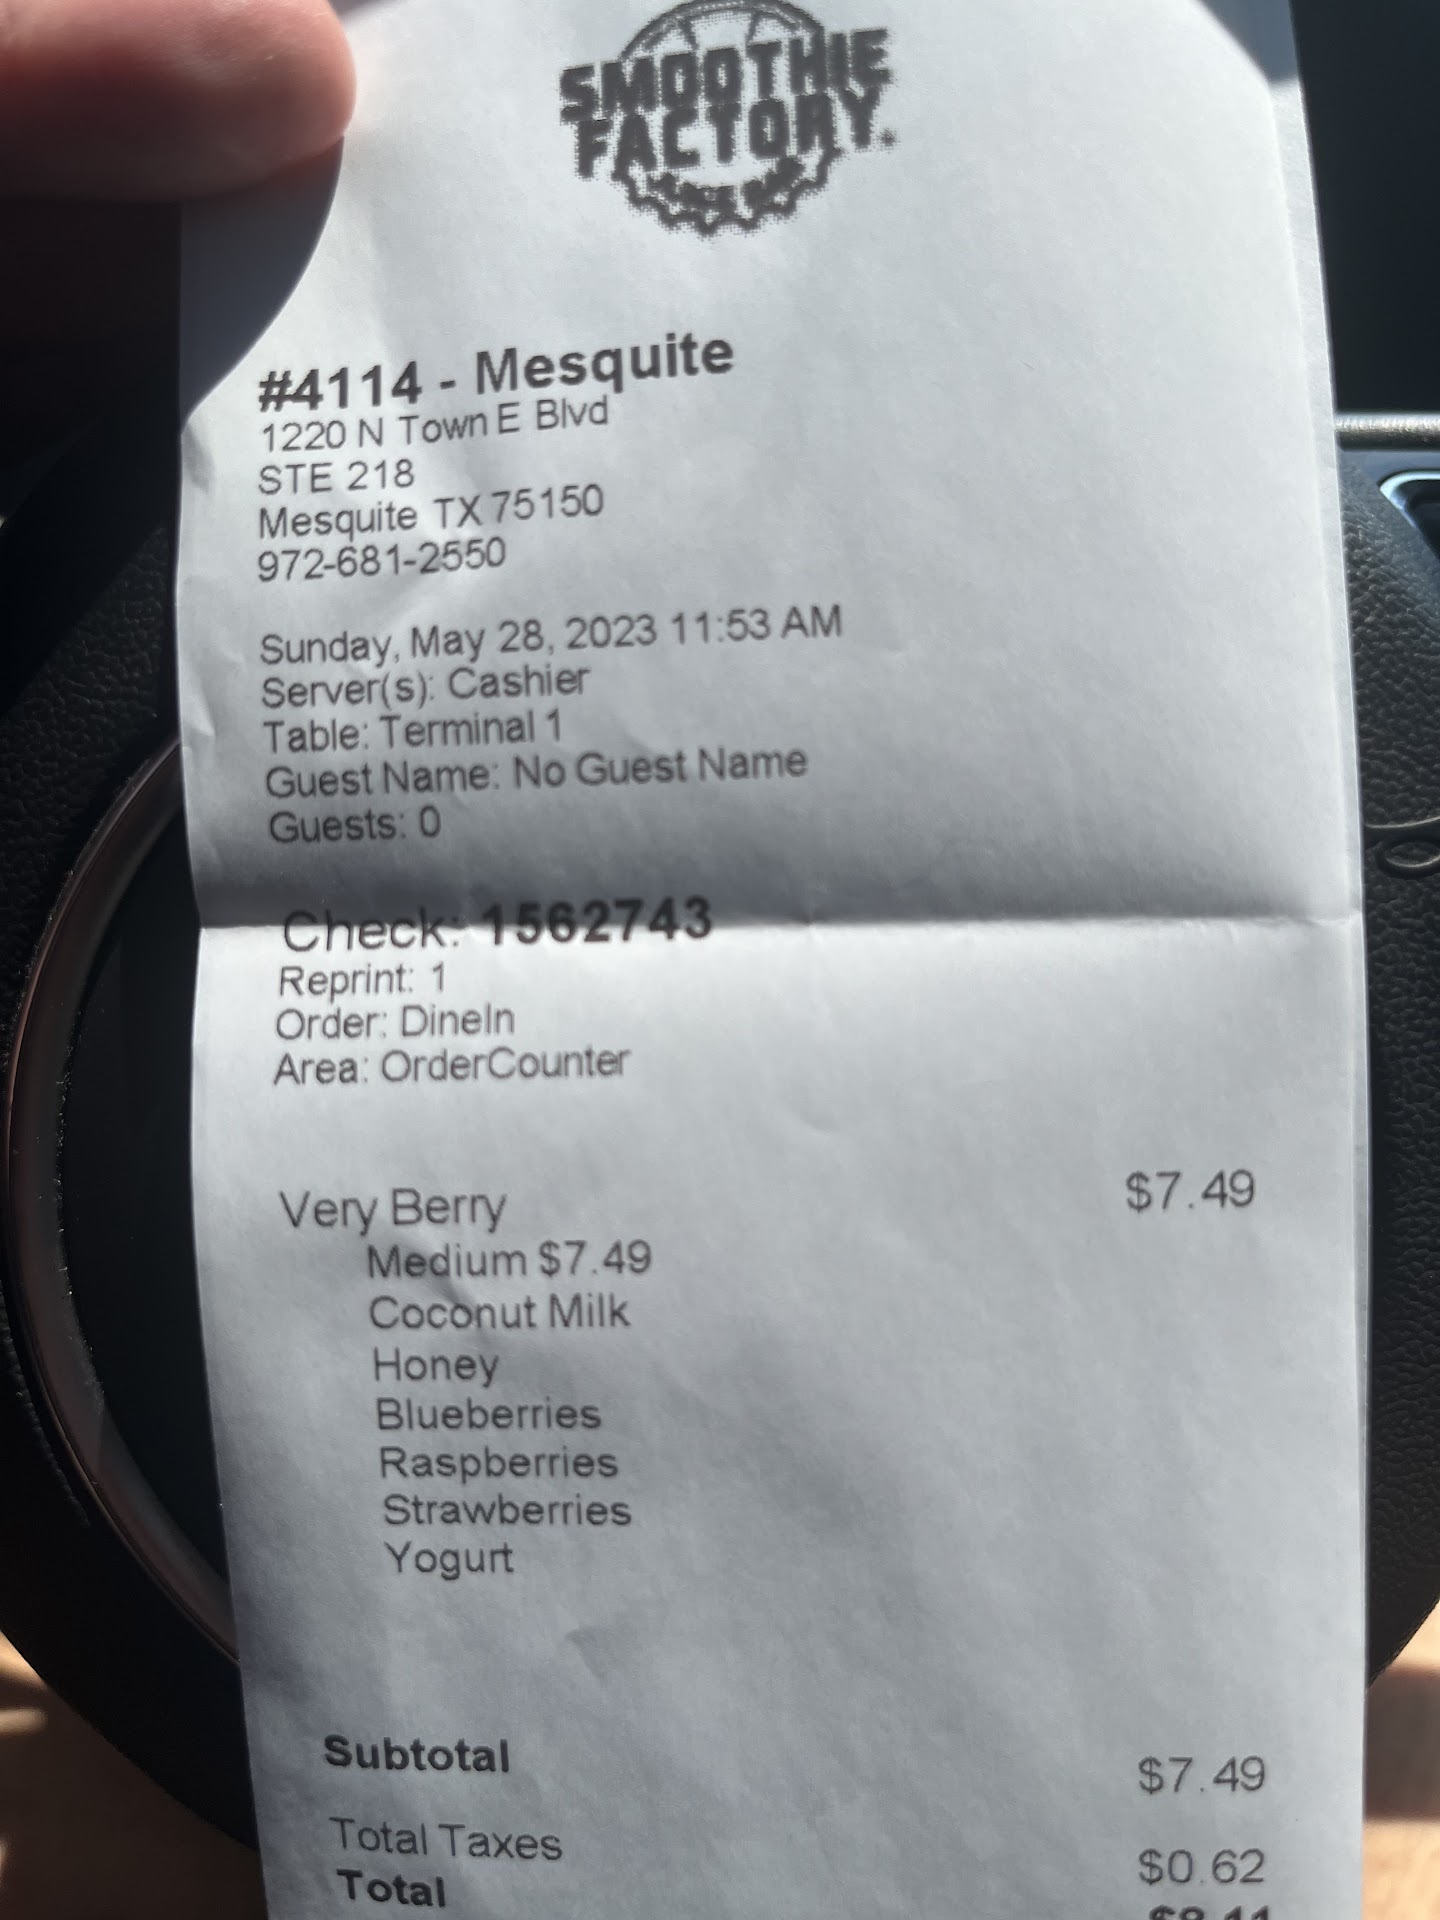 SMOOTHIE
FACTORY.
#4114 - Mesquite
1220 N Town E Blvd
STE 218
Mesquite TX 75150
972-681-2550
Sunday, May 28, 2023 11:53 AM
Server(s): Cashier
Table: Terminal 1
Guest Name: No Guest Name
Guests: 0
Check: 1562743
Reprint: 1
Order: DineIn
Area: OrderCounter
Very Berry $7.49
Medium $7.49
Coconut Milk
Honey
Blueberries
Raspberries
Strawberries
Yogurt
Subtotal $7.49
Total Taxes $0.62
Total $8.11